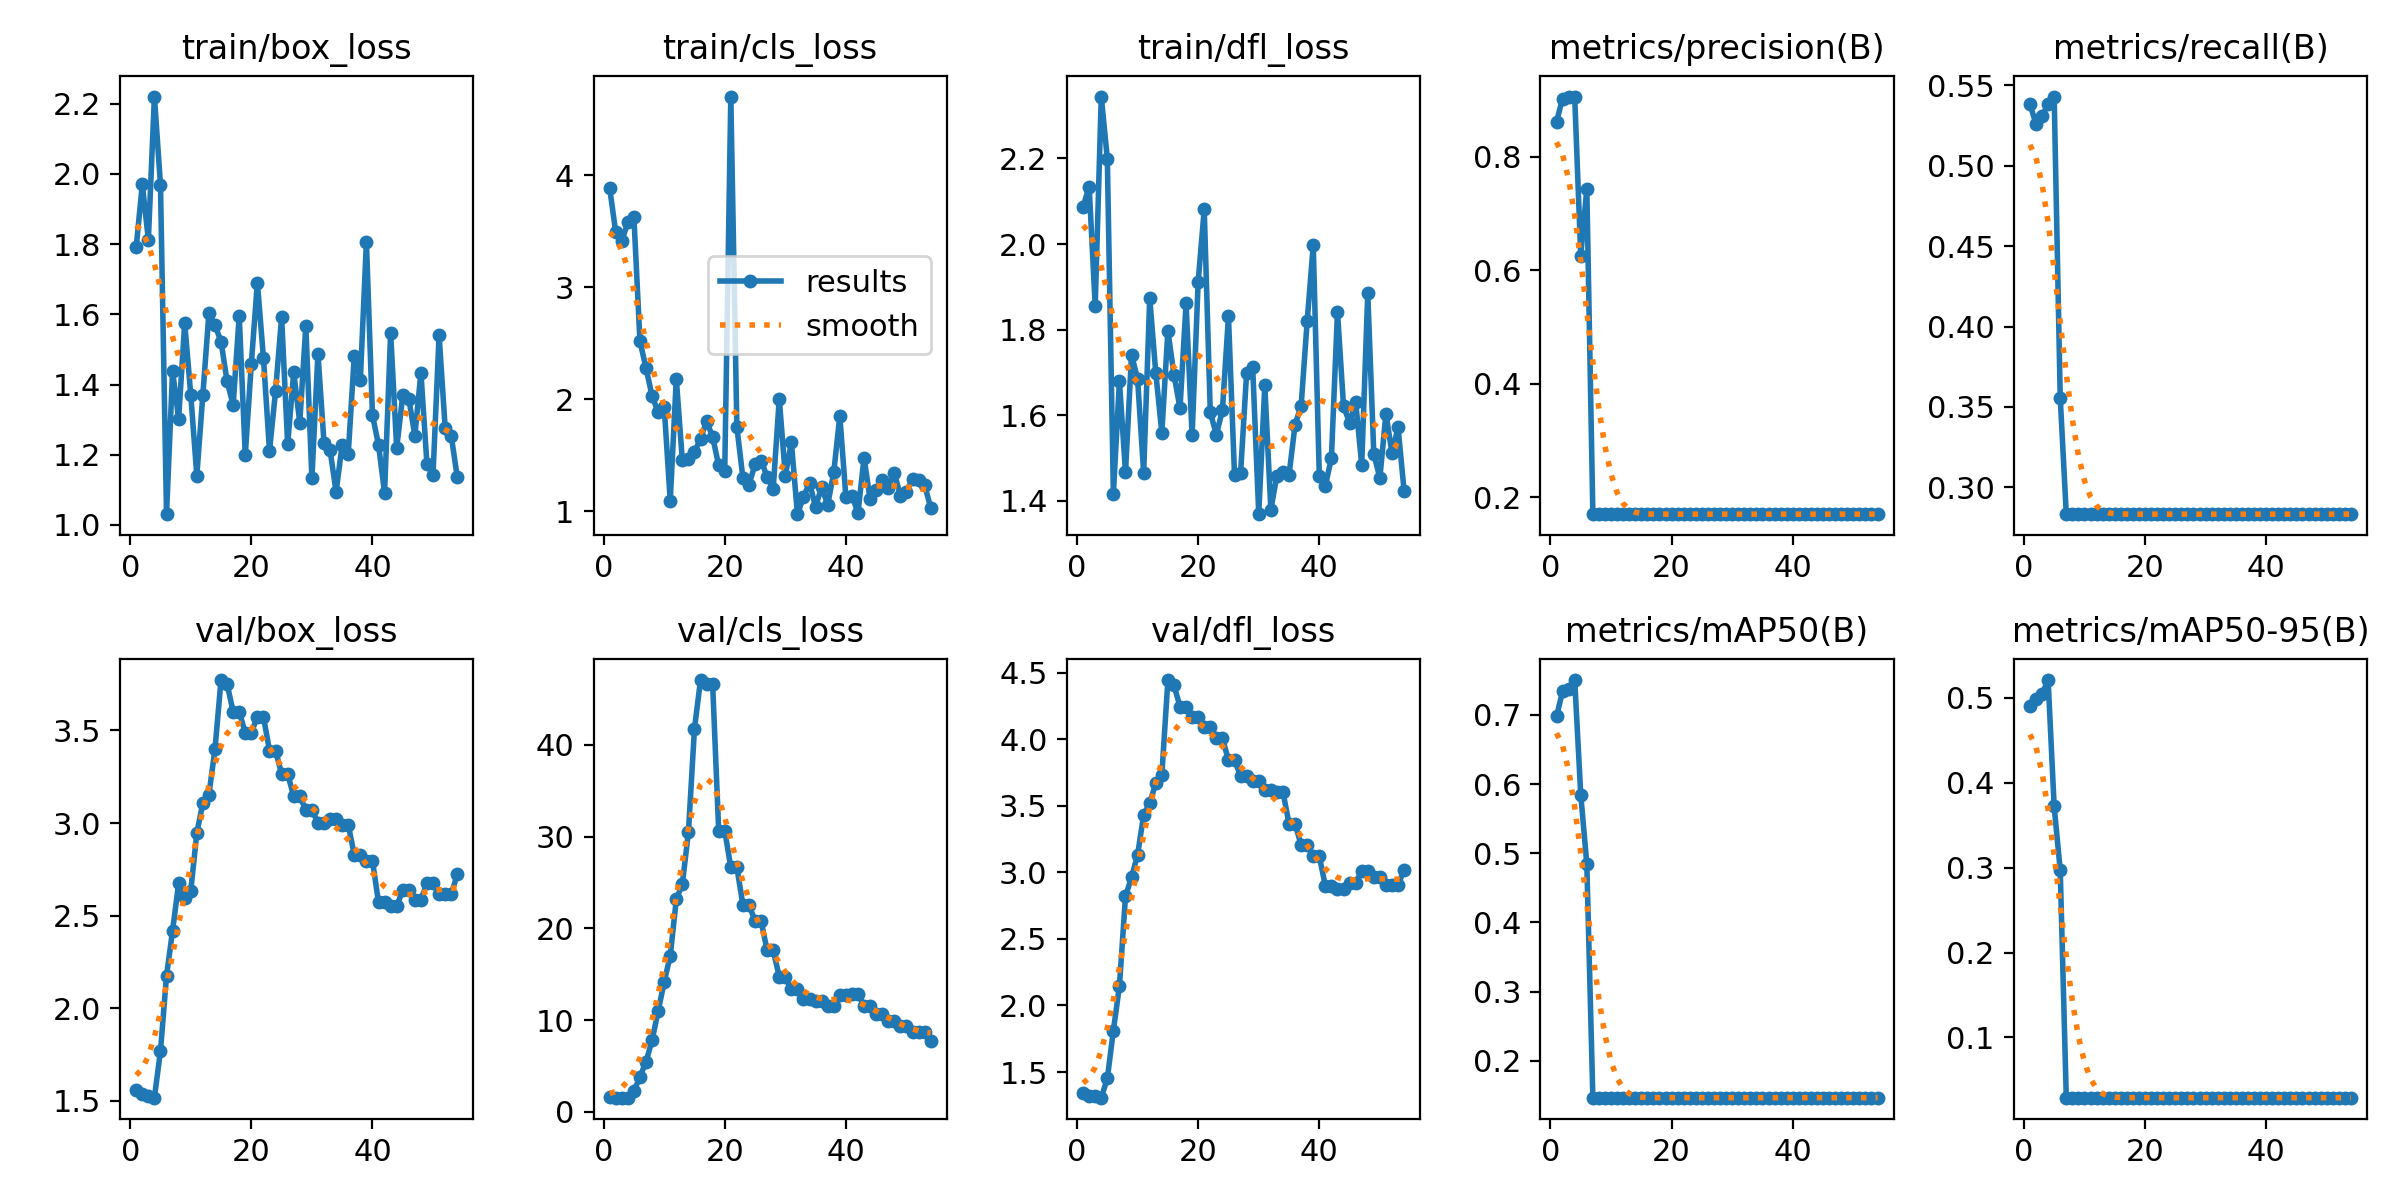 train/box_loss
train/cls_loss
train/dfl_loss
metrics/precision(B)
metrics/recall(B)
2.2
2.0
1.8
1.6
1.4
1.2
1.0
0 20 40
4
3
2
1
0 20 40
results
smooth
2.2
2.0
1.8
1.6
1.4
0 20 40
0.8
0.6
0.4
0.2
0 20 40
0.55
0.50
0.45
0.40
0.35
0.30
0 20 40
val/box_loss
val/cls_loss
val/dfl_loss
metrics/mAP50(B)
metrics/mAP50-95(B)
3.5
3.0
2.5
2.0
1.5
0 20 40
40
30
20
10
0
0 20 40
4.5
4.0
3.5
3.0
2.5
2.0
1.5
0 20 40
0.7
0.6
0.5
0.4
0.3
0.2
0 20 40
0.5
0.4
0.3
0.2
0.1
0 20 40